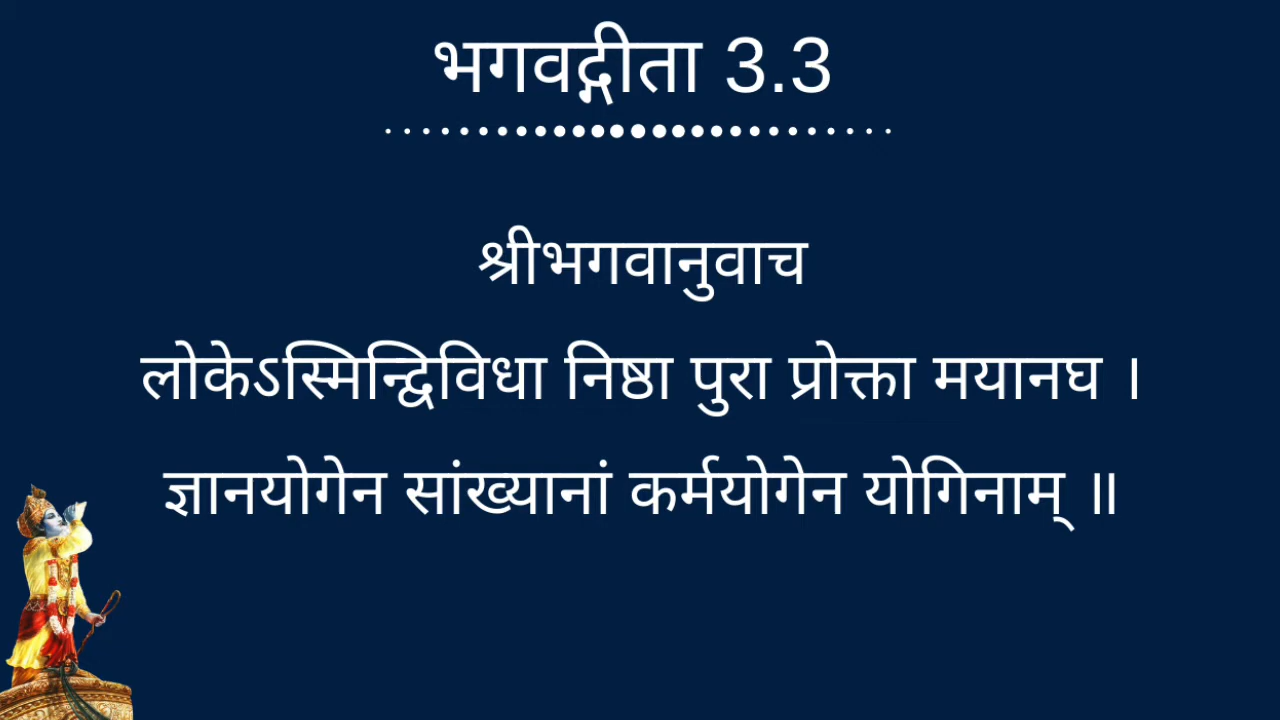 भगवद्गीता 3.3
श्रीभगवानुवाच
लोकेऽस्मिन्द्विविधा निष्ठा पुरा प्रोक्ता मयानघ ।
ज्ञानयोगेन सांख्यानां कर्मयोगेन योगिनाम् ॥